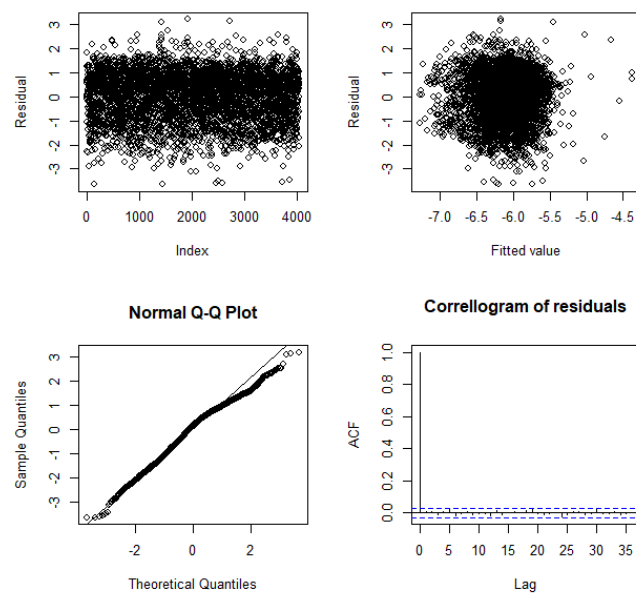 Residual
3
2
1
0
-1
-2
-3
0 1000 2000 3000 4000
Index
Residual
3
2
1
0
-1
-2
-3
-7.0 -6.5 -6.0 -5.5 -5.0 -4.5
Fitted value
Normal Q-Q Plot
Sample Quantiles
3
2
1
0
-1
-2
-3
-2 0 2
Theoretical Quantiles
Correllogram of residuals
ACF
1.0
0.8
0.6
0.4
0.2
0.0
0 5 10 15 20 25 30 35
Lag